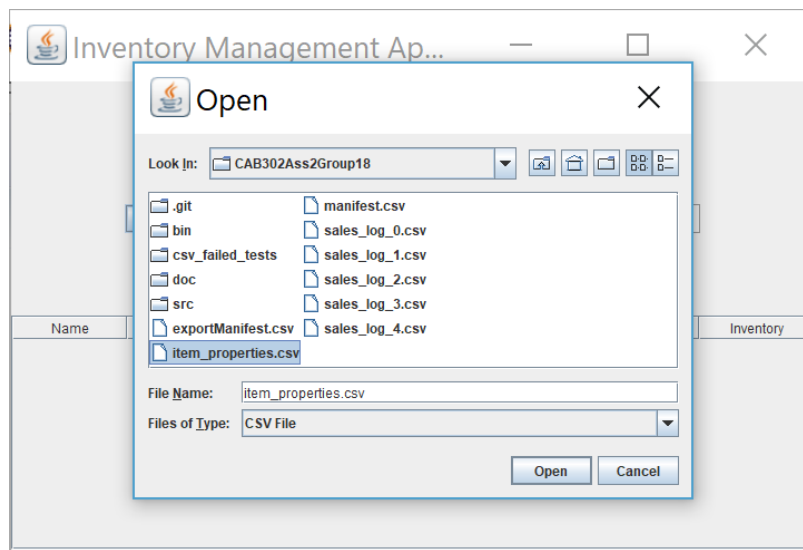 Inventory Management Ap...
Open
Look In: CAB302Ass2Group18
.git
bin
csv_failed_tests
doc
src
exportManifest.csv
item_properties.csv
manifest.csv
sales_log_0.csv
sales_log_1.csv
sales_log_2.csv
sales_log_3.csv
sales_log_4.csv
Name
Inventory
File Name: item_properties.csv
Files of Type: CSV File
Open Cancel